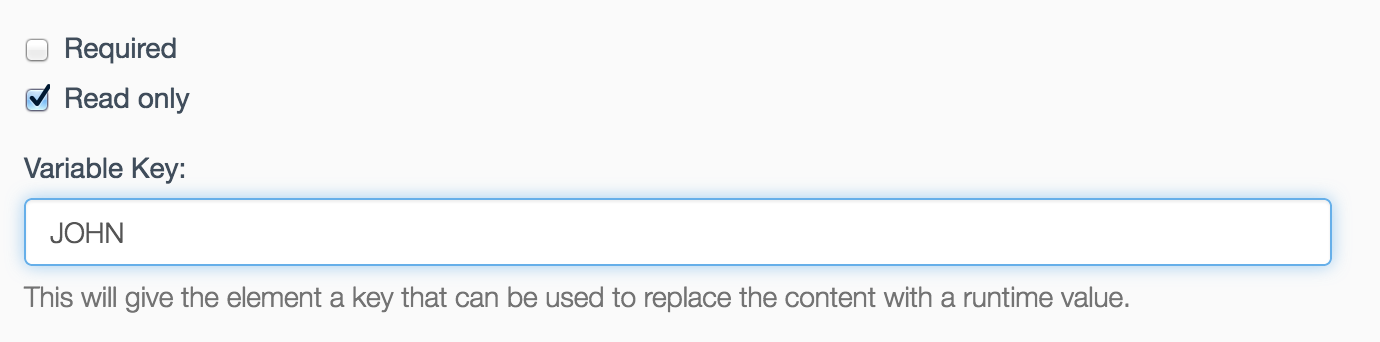 Required
Read only
Variable Key:
JOHN
This will give the element a key that can be used to replace the content with a runtime value.